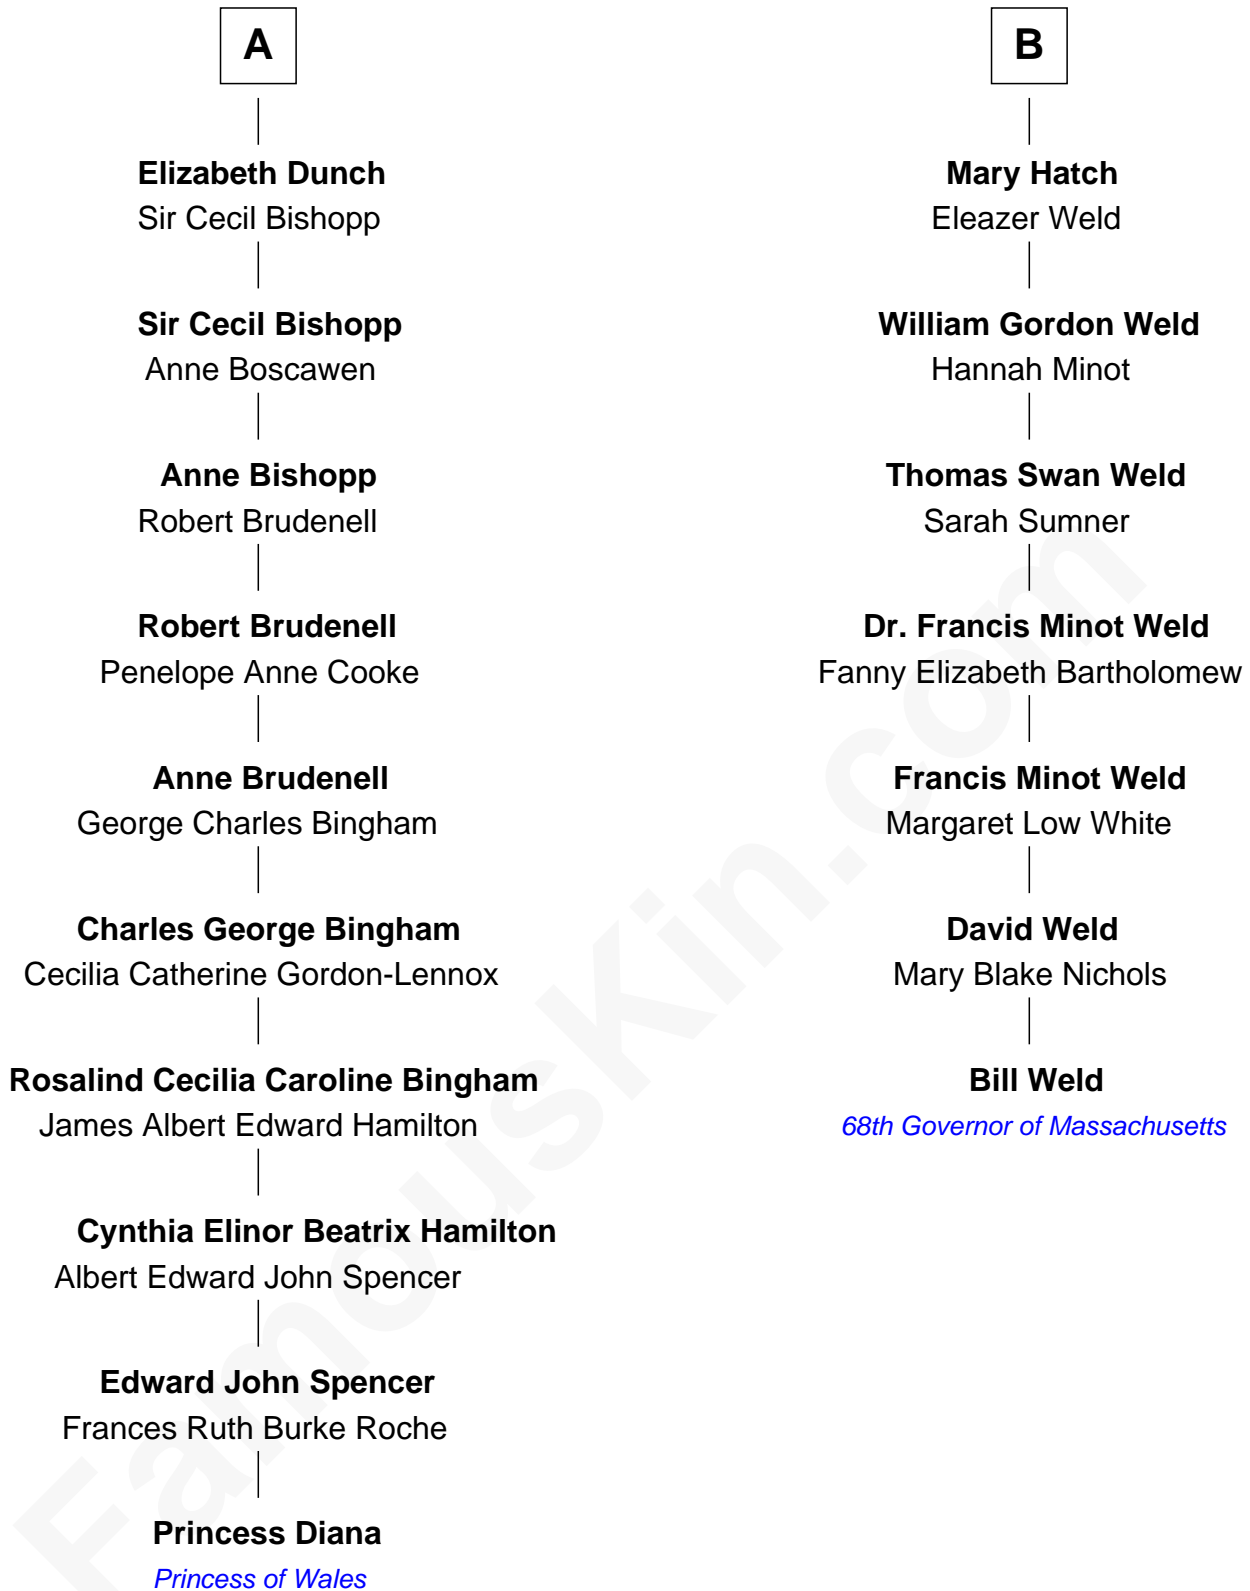 A
Elizabeth Dunch
Sir Cecil Bishopp
Sir Cecil Bishopp
Anne Boscawen
Anne Bishopp
Robert Brudenell
Robert Brudenell
Penelope Anne Cooke
Anne Brudenell
George Charles Bingham
Charles George Bingham
Cecilia Catherine Gordon-Lennox
Rosalind Cecilia Caroline Bingham
James Albert Edward Hamilton
Cynthia Elinor Beatrix Hamilton
Albert Edward John Spencer
Edward John Spencer
Frances Ruth Burke Roche
Princess Diana
Princess of Wales
B
Mary Hatch
Eleazer Weld
William Gordon Weld
Hannah Minot
Thomas Swan Weld
Sarah Sumner
Dr. Francis Minot Weld
Fanny Elizabeth Bartholomew
Francis Minot Weld
Margaret Low White
David Weld
Mary Blake Nichols
Bill Weld
68th Governor of Massachusetts
FamousKin.com